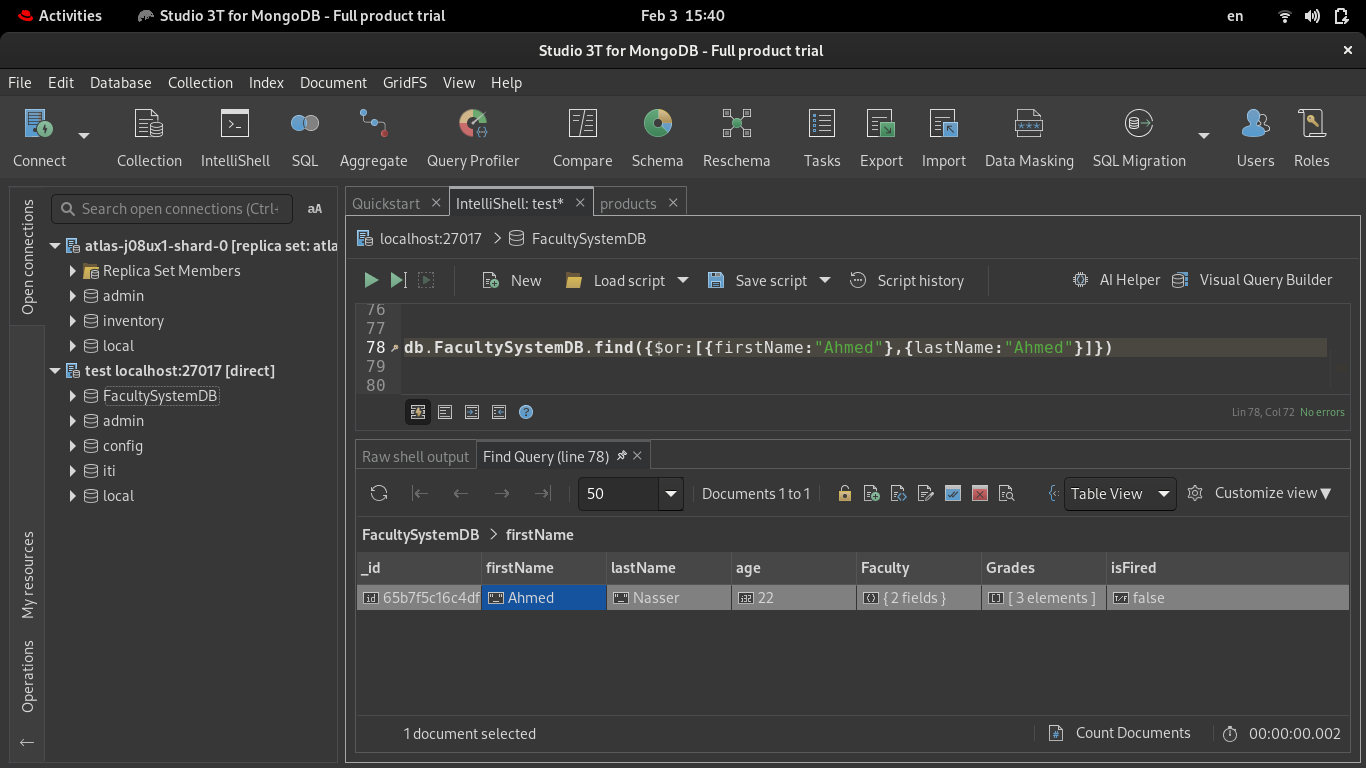 Activities Studio 3T for MongoDB - Full product trial Feb 3 15:40 en
Studio 3T for MongoDB - Full product trial ×
File Edit Database Collection Index Document GridFS View Help
Connect Collection IntelliShell SQL Aggregate Query Profiler Compare Schema Reschema Tasks Export Import Data Masking SQL Migration Users Roles
Open connections
My resources
Operations
Search open connections (Ctrl- aA
atlas-j08ux1-shard-0 [replica set: atla
Replica Set Members
admin
inventory
local
test localhost:27017 [direct]
FacultySystemDB
admin
config
iti
local
Quickstart × IntelliShell: test* × products ×
localhost:27017 > FacultySystemDB
New Load script Save script Script history AI Helper Visual Query Builder
76
77
78 db.FacultySystemDB.find({$or:[{firstName:"Ahmed"},{lastName:"Ahmed"}]})
79
80
Lin 78, Col 72 No errors
Raw shell output Find Query (line 78) ×
50 Documents 1 to 1 Table View Customize view▼
FacultySystemDB > firstName
_id firstName lastName age Faculty Grades isFired
65b7f5c16c4df Ahmed Nasser 22 { 2 fields } [ 3 elements ] false
1 document selected Count Documents 00:00:00.002